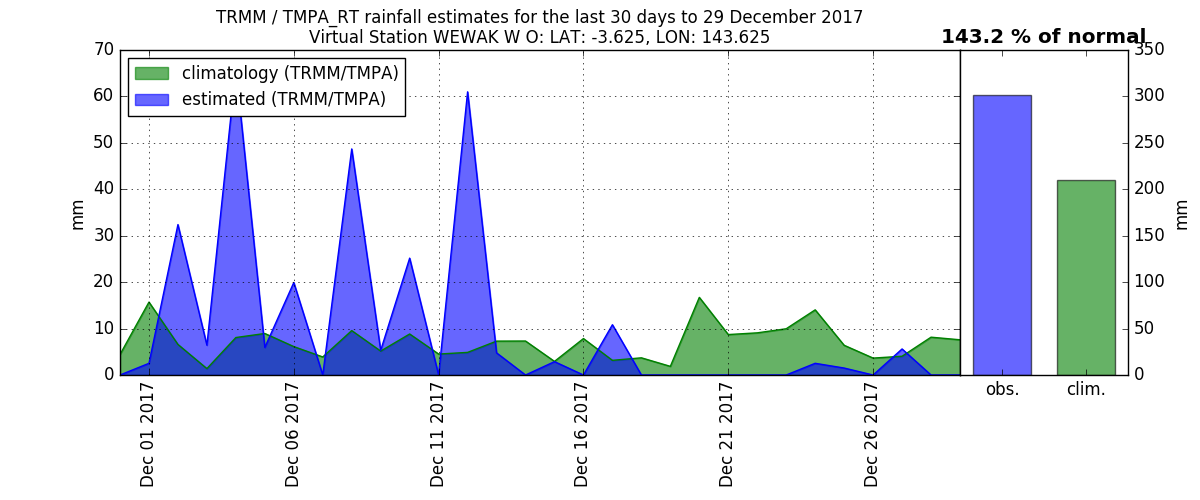 TRMM / TMPA_RT rainfall estimates for the last 30 days to 29 December 2017
Virtual Station WEWAK W O: LAT: -3.625, LON: 143.625
143.2 % of normal
climatology (TRMM/TMPA)
estimated (TRMM/TMPA)
70
60
50
40
30
20
10
0
mm
350
300
250
200
150
100
50
0
mm
obs.
clim.
Dec 01 2017
Dec 06 2017
Dec 11 2017
Dec 16 2017
Dec 21 2017
Dec 26 2017